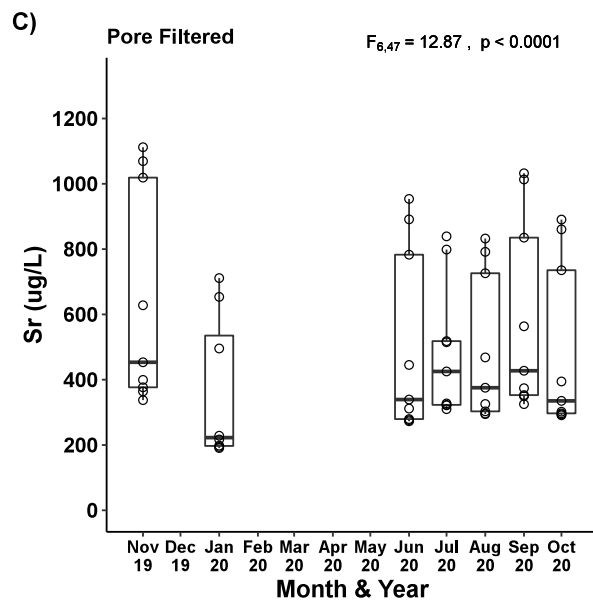 C)
Pore Filtered
F6,47 = 12.87 , p < 0.0001
1200
1000
800
600
400
200
0
Sr (ug/L)
Nov Dec Jan Feb Mar Apr May Jun Jul Aug Sep Oct
19 19 20 20 20 20 20 20 20 20 20 20
Month & Year